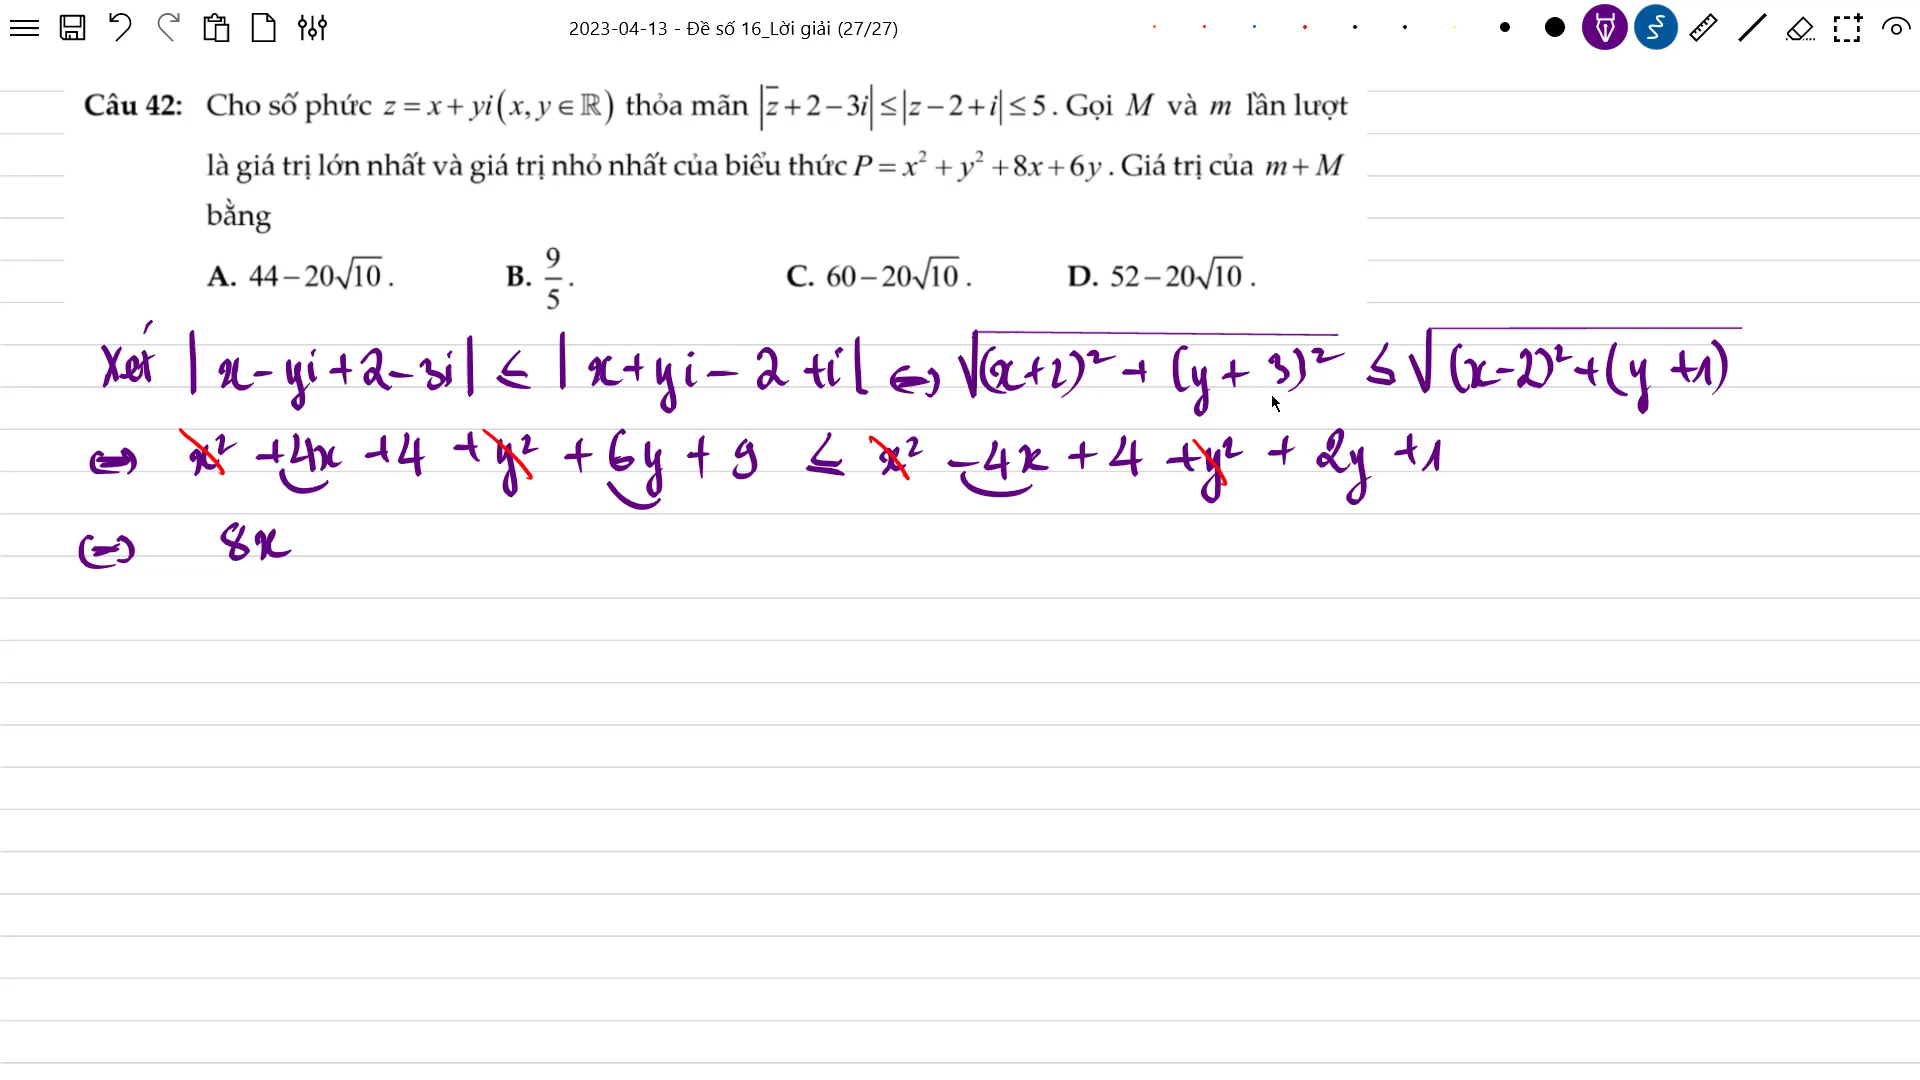 2023-04-13 - Đề số 16_Lời giải (27/27)
Câu 42: Cho số phức z = x + yi (x, y ∈ ℝ) thỏa mãn |z̅ + 2 − 3i| ≤ |z − 2 + i| ≤ 5. Gọi M và m lần lượt
là giá trị lớn nhất và giá trị nhỏ nhất của biểu thức P = x² + y² + 8x + 6y. Giá trị của m + M
bằng
A. 44 − 20√10. B. 9/5. C. 60 − 20√10. D. 52 − 20√10.
Xét |x − yi + 2 − 3i| ≤ |x + yi − 2 + i| ⇔ √(x+2)² + (y + 3)² ≤ √(x−2)² + (y + 1)
⇔ x² + 4x + 4 + y² + 6y + 9 ≤ x² − 4x + 4 + y² + 2y + 1
⇔ 8x